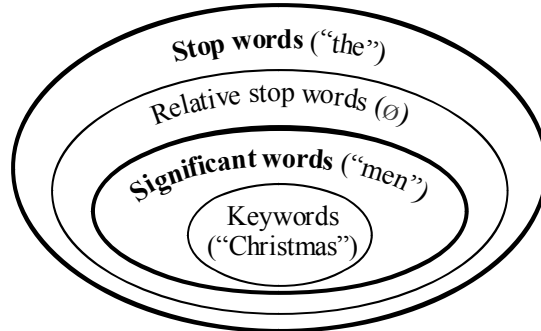 Stop words (“the”)
Relative stop words (ø)
Significant words (“men”)
Keywords
(“Christmas”)